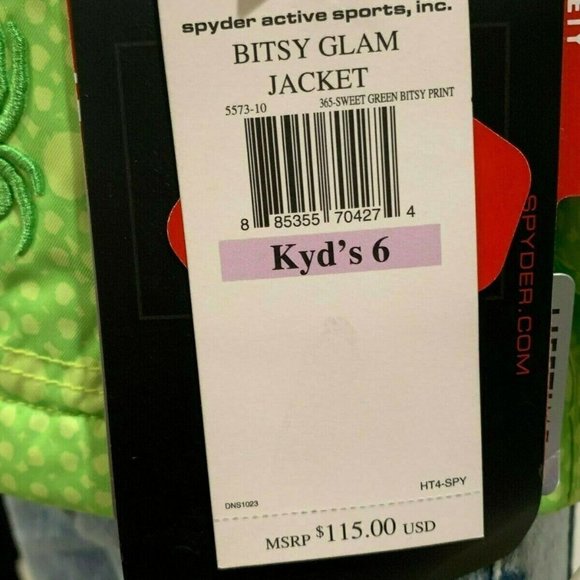 spyder active sports, inc.
BITSY GLAM
JACKET
5573-10 365-SWEET GREEN BITSY PRINT
8 85355 70427 4
Kyd's 6
DNS1023 HT4-SPY
MSRP $115.00 USD
SPYDER.COM